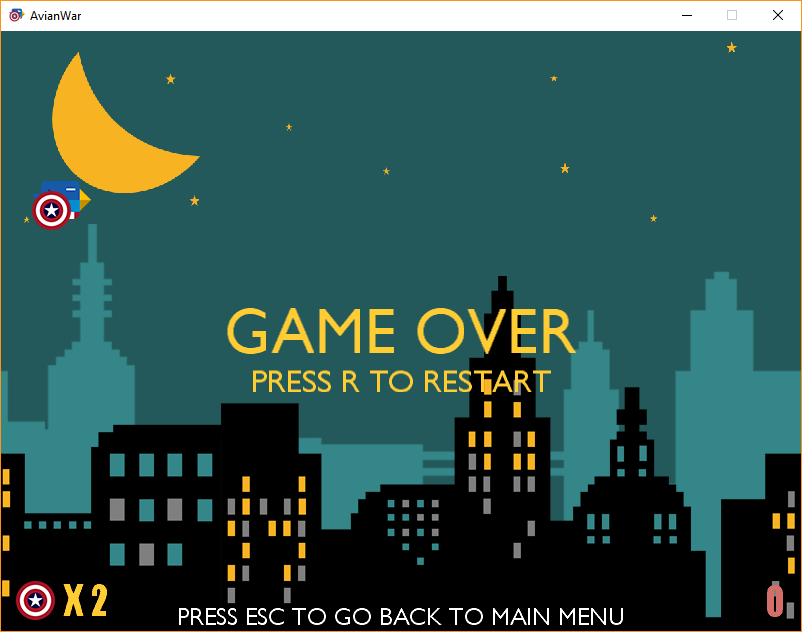 AvianWar
GAME OVER
PRESS R TO RESTART
X 2
0
PRESS ESC TO GO BACK TO MAIN MENU